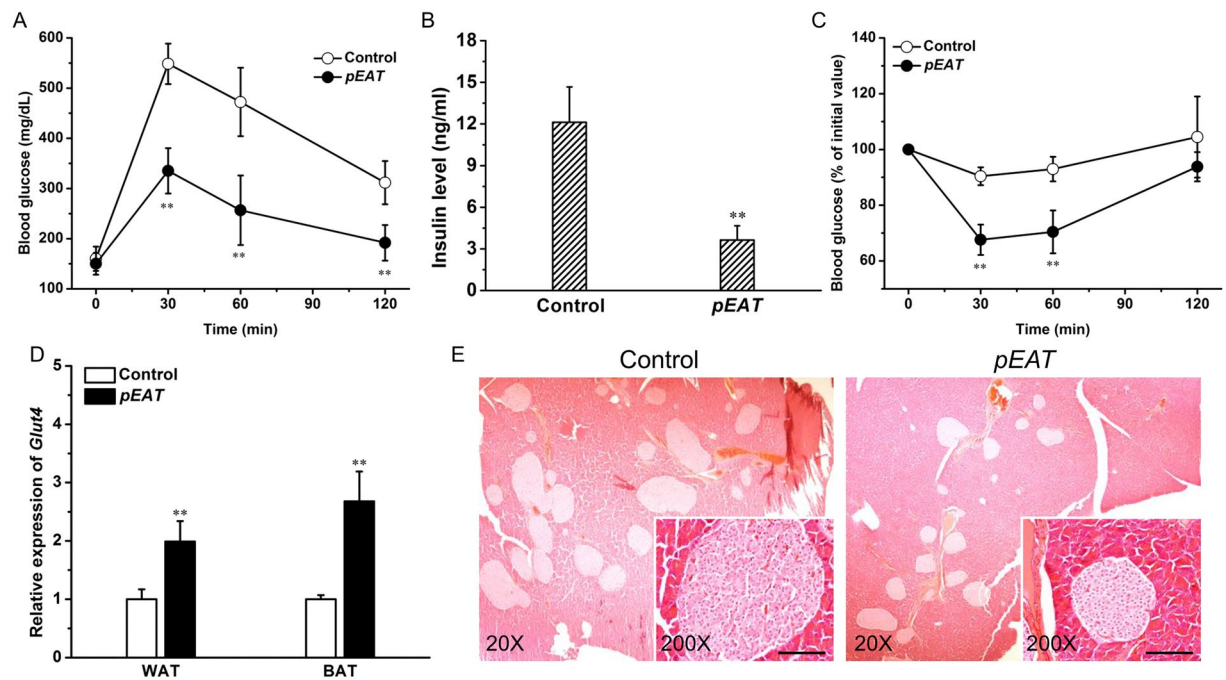 A
600
500
400
300
200
100
Blood glucose (mg/dL)
Control
pEAT
**
**
**
0
30
60
90
120
Time (min)
B
18
15
12
9
6
3
0
Insulin level (ng/ml)
**
Control
pEAT
C
140
120
100
80
60
Blood glucose (% of initial value)
Control
pEAT
**
**
0
30
60
90
120
Time (min)
D
5
4
3
2
1
0
Relative expression of Glut4
Control
pEAT
**
**
WAT
BAT
E
Control
pEAT
20X
200X
20X
200X